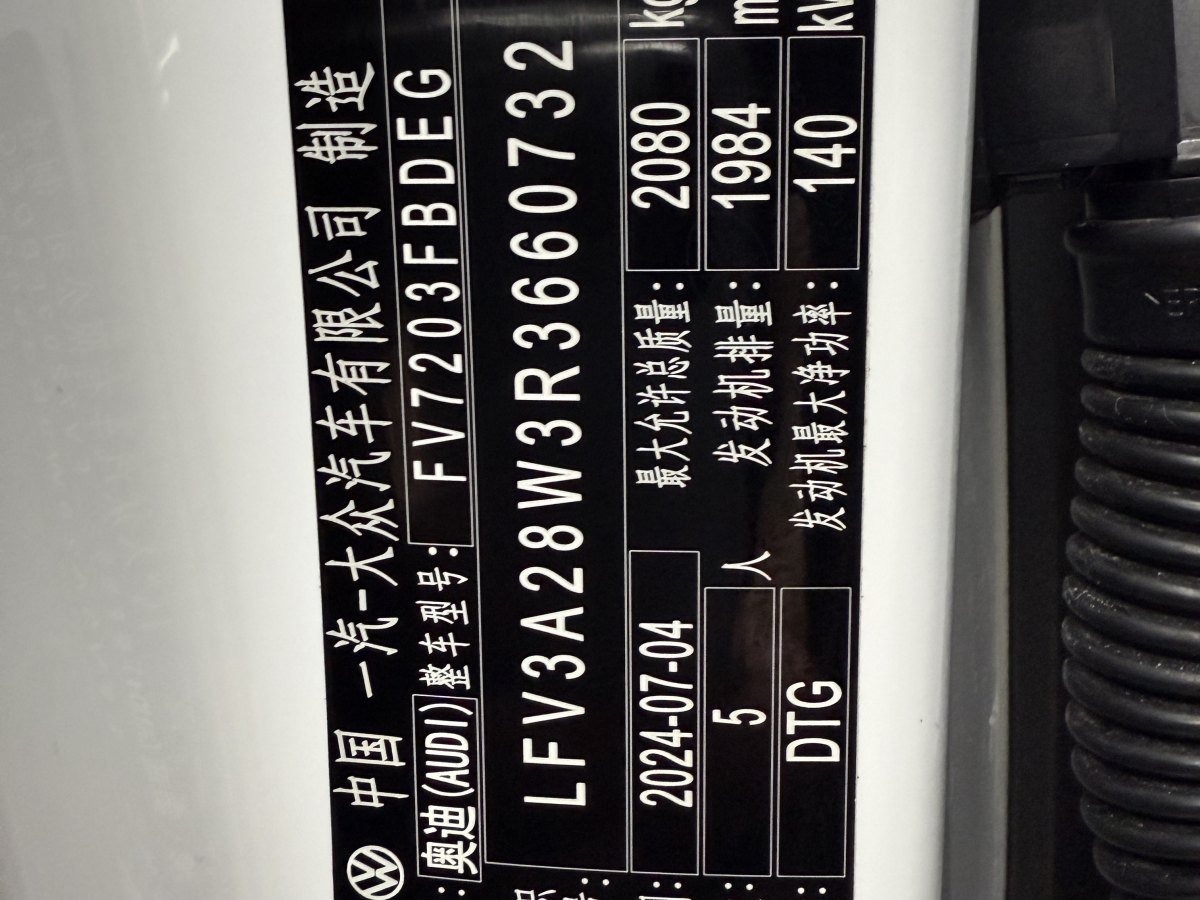 中国 一汽-大众汽车有限公司 制造
: 奥迪(AUDI) 整车型号: FV7203FBDEG
LFV3A28W3R3660732
: 2024-07-04 最大允许总质量: 2080 kg
: 5 人 发动机排量: 1984 m
: DTG 发动机最大净功率: 140 kW